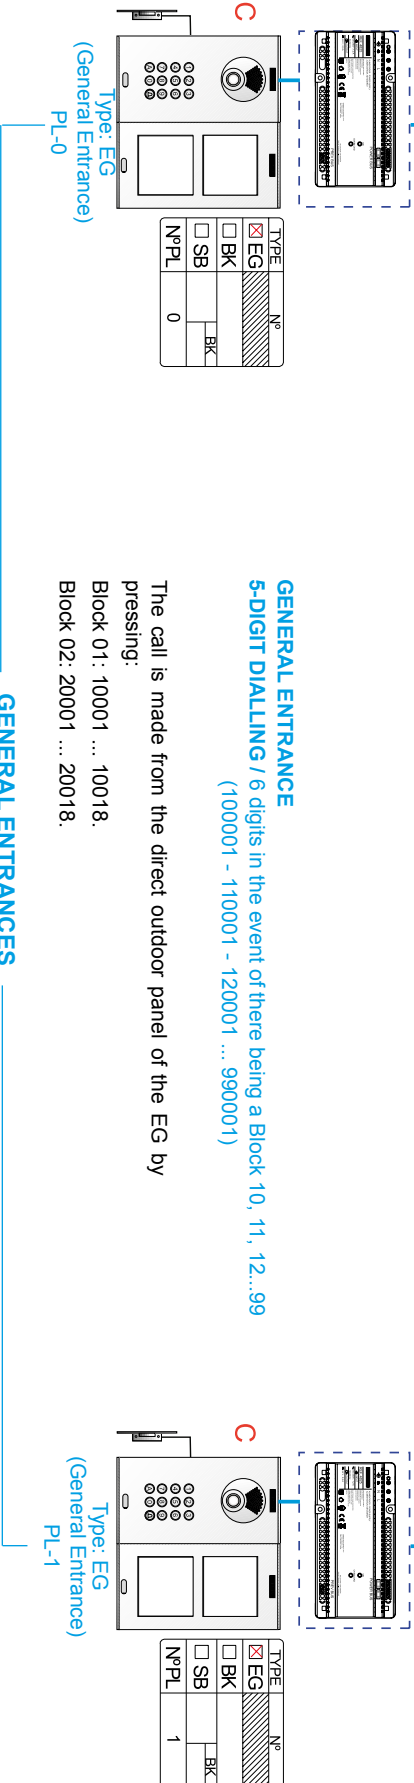 C
Type: EG
(General Entrance)
PL-0
TYPE Nº
☒ EG
☐ BK
☐ SB BK
NºPL 0
GENERAL ENTRANCE
5-DIGIT DIALLING / 6 digits in the event of there being a Block 10, 11, 12...99
(100001 - 110001 - 120001 ... 990001)
The call is made from the direct outdoor panel of the EG by
pressing:
Block 01: 10001 ... 10018.
Block 02: 20001 ... 20018.
GENERAL ENTRANCES
C
Type: EG
(General Entrance)
PL-1
TYPE Nº
☒ EG
☐ BK
☐ SB BK
NºPL 1